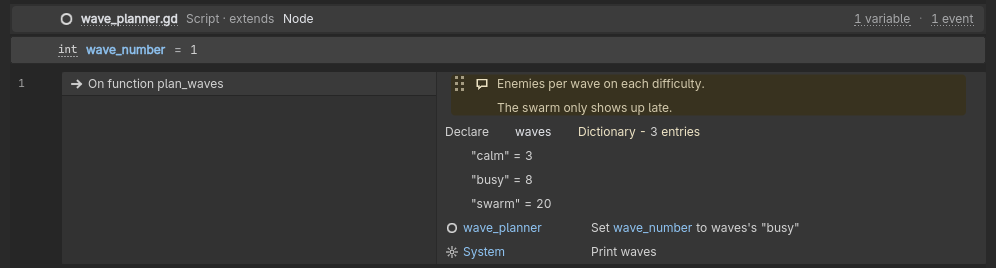 wave_planner.gd Script · extends Node 1 variable · 1 event
int wave_number = 1
1 → On function plan_waves
Enemies per wave on each difficulty.
The swarm only shows up late.
Declare waves Dictionary - 3 entries
"calm" = 3
"busy" = 8
"swarm" = 20
wave_planner Set wave_number to waves's "busy"
System Print waves